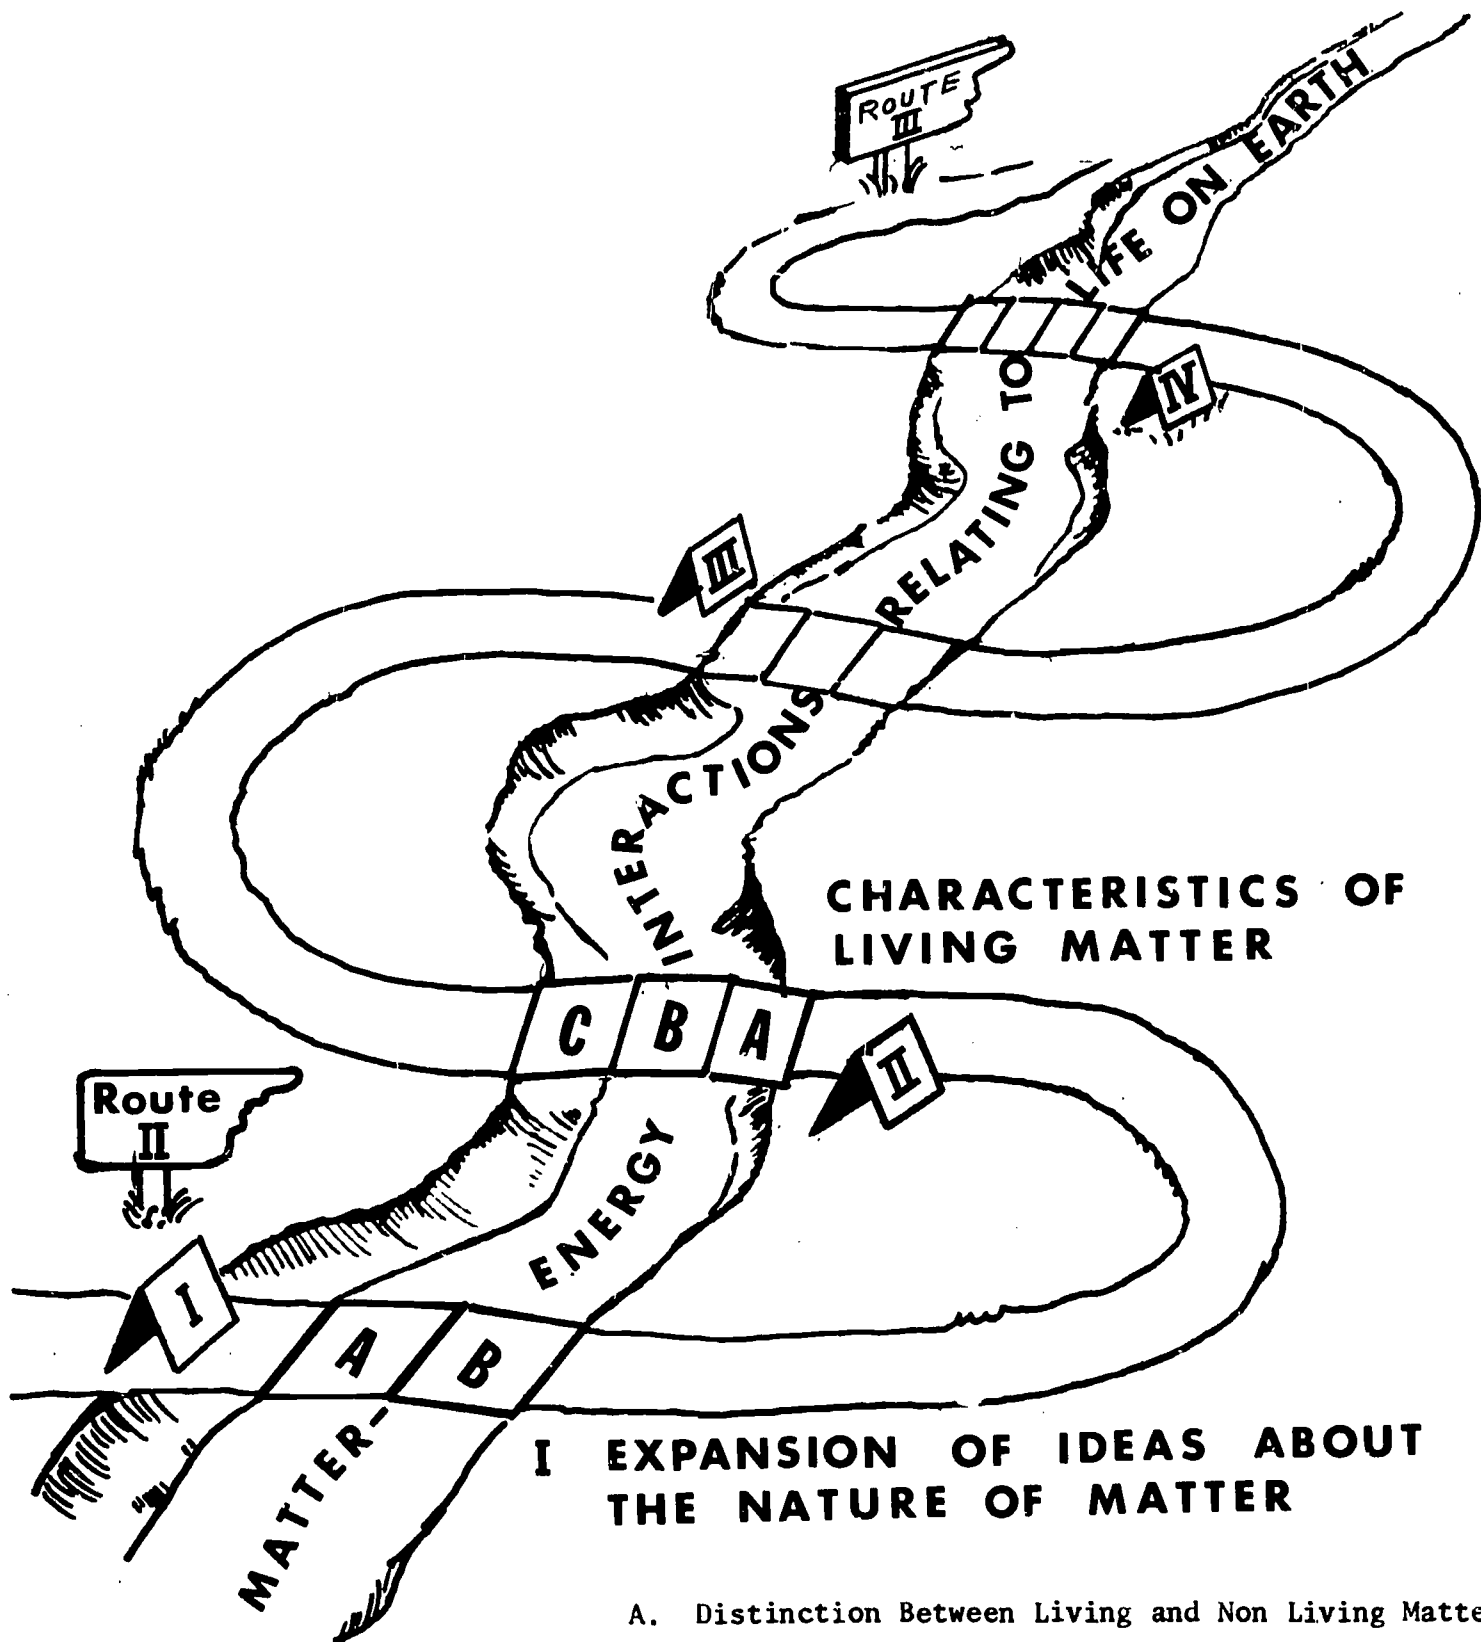 ROUTE
III
LIFE ON EARTH
IV
RELATING TO
III
INTERACTIONS
CHARACTERISTICS OF
LIVING MATTER
C B A
II
Route
II
ENERGY
I
A B
MATTER-
I EXPANSION OF IDEAS ABOUT
THE NATURE OF MATTER
A. Distinction Between Living and Non Living Matte